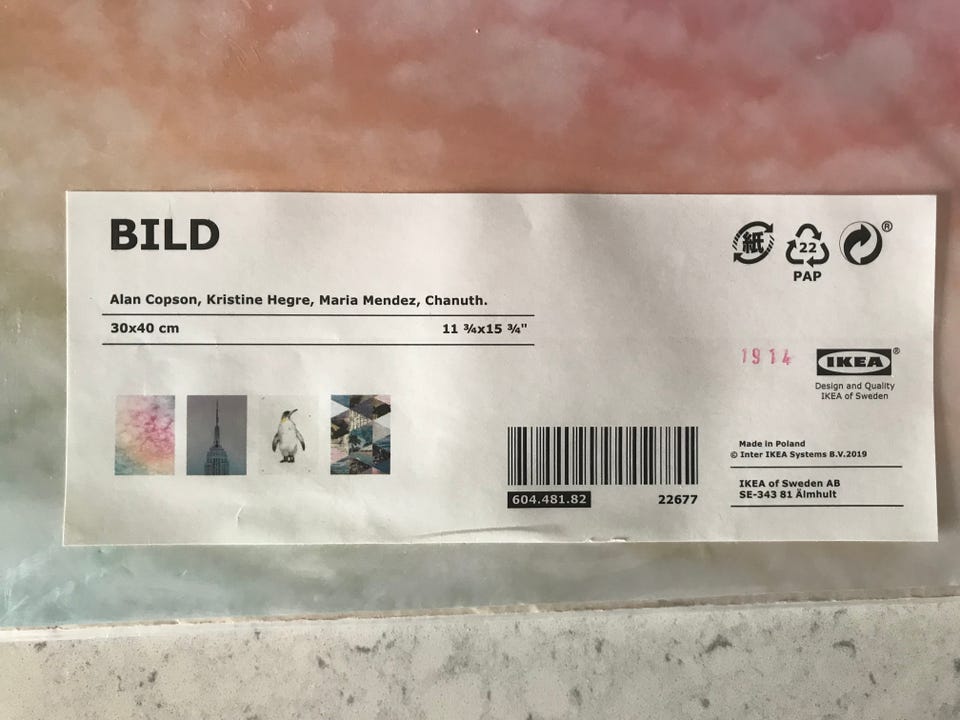 BILD
Alan Copson, Kristine Hegre, Maria Mendez, Chanuth.
30x40 cm
11 ¾x15 ¾"
紙
22
PAP
®
1914
IKEA®
Design and Quality
IKEA of Sweden
604.481.82
22677
Made in Poland
© Inter IKEA Systems B.V.2019
IKEA of Sweden AB
SE-343 81 Älmhult